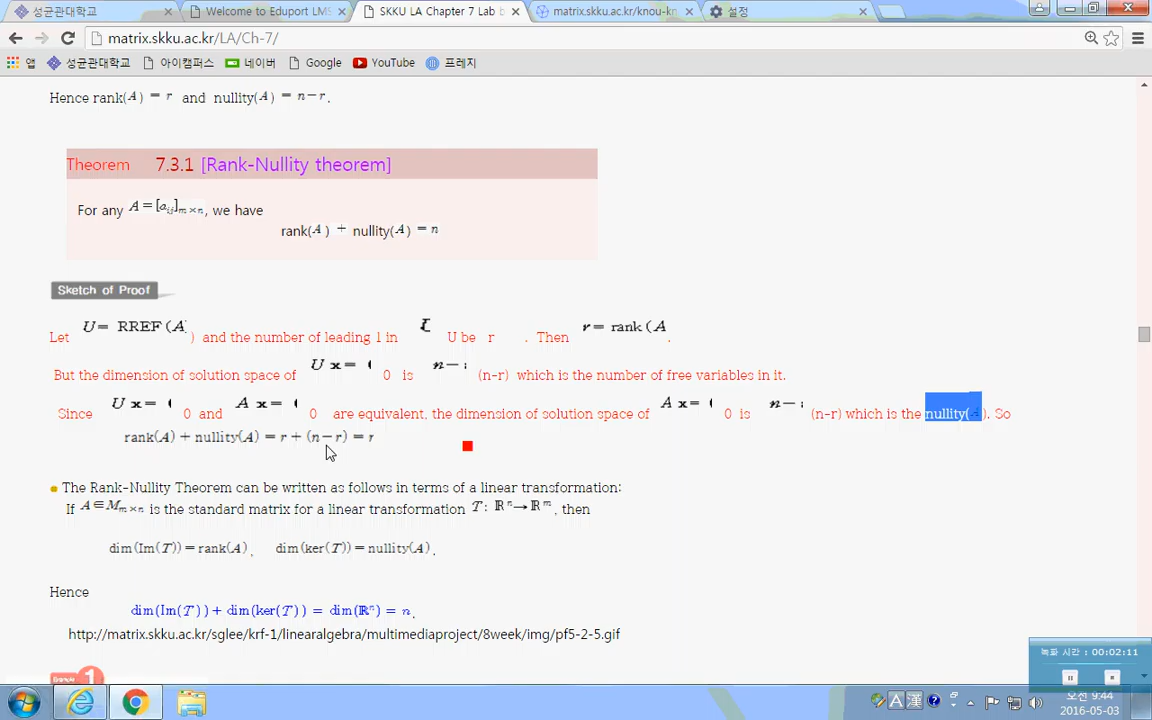 성균관대학교
Welcome to Eduport LMS
SKKU LA Chapter 7 Lab b
matrix.skku.ac.kr/knou-kn
설정
matrix.skku.ac.kr/LA/Ch-7/
앱 성균관대학교 아이캠퍼스 네이버 Google YouTube 프레지
Hence rank(A) = r and nullity(A) = n−r.
Theorem 7.3.1 [Rank-Nullity theorem]
For any A=[a_ij]_m×n, we have
rank(A) + nullity(A) = n
Sketch of Proof
Let U= RREF(A) and the number of leading 1 in U be r . Then r = rank(A .
But the dimension of solution space of U x = 0 is n− (n-r) which is the number of free variables in it.
Since U x = 0 and A x = 0 are equivalent, the dimension of solution space of A x = 0 is n− (n-r) which is the nullity(A). So
rank(A) + nullity(A) = r + (n−r) = r
The Rank-Nullity Theorem can be written as follows in terms of a linear transformation:
If A∈M_m×n is the standard matrix for a linear transformation T: ℝ^n→ℝ^m, then
dim(Im(T)) = rank(A), dim(ker(T)) = nullity(A).
Hence
dim(Im(T)) + dim(ker(T)) = dim(ℝ^n) = n.
http://matrix.skku.ac.kr/sglee/krf-1/linearalgebra/multimediaproject/8week/img/pf5-2-5.gif
1
녹화 시간 : 00:02:11
A 漢
오전 9:44
2016-05-03